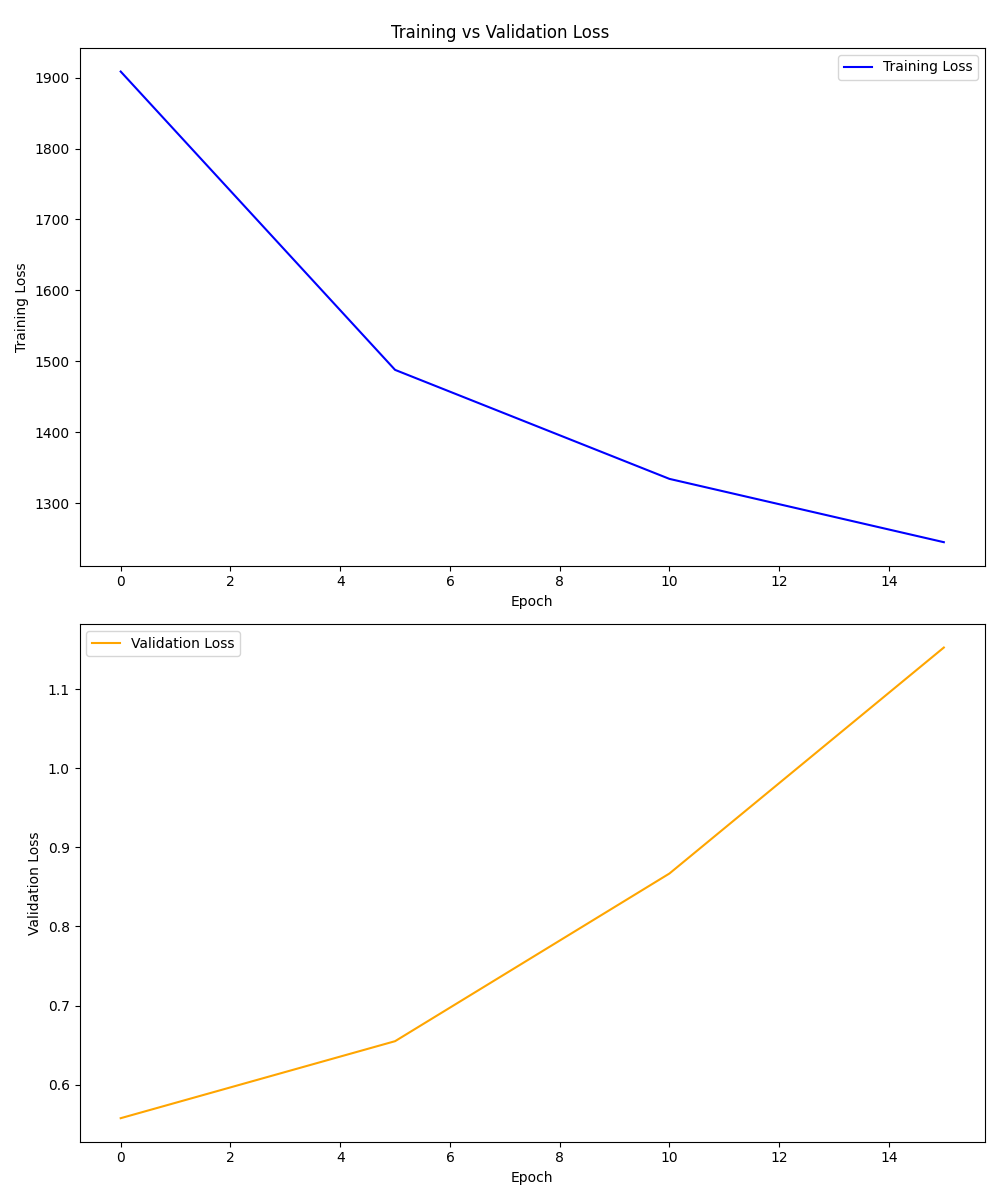 Training vs Validation Loss
Training Loss
1900
1800
1700
1600
1500
1400
1300
Training Loss
0 2 4 6 8 10 12 14
Epoch
Validation Loss
1.1
1.0
0.9
0.8
0.7
0.6
Validation Loss
0 2 4 6 8 10 12 14
Epoch